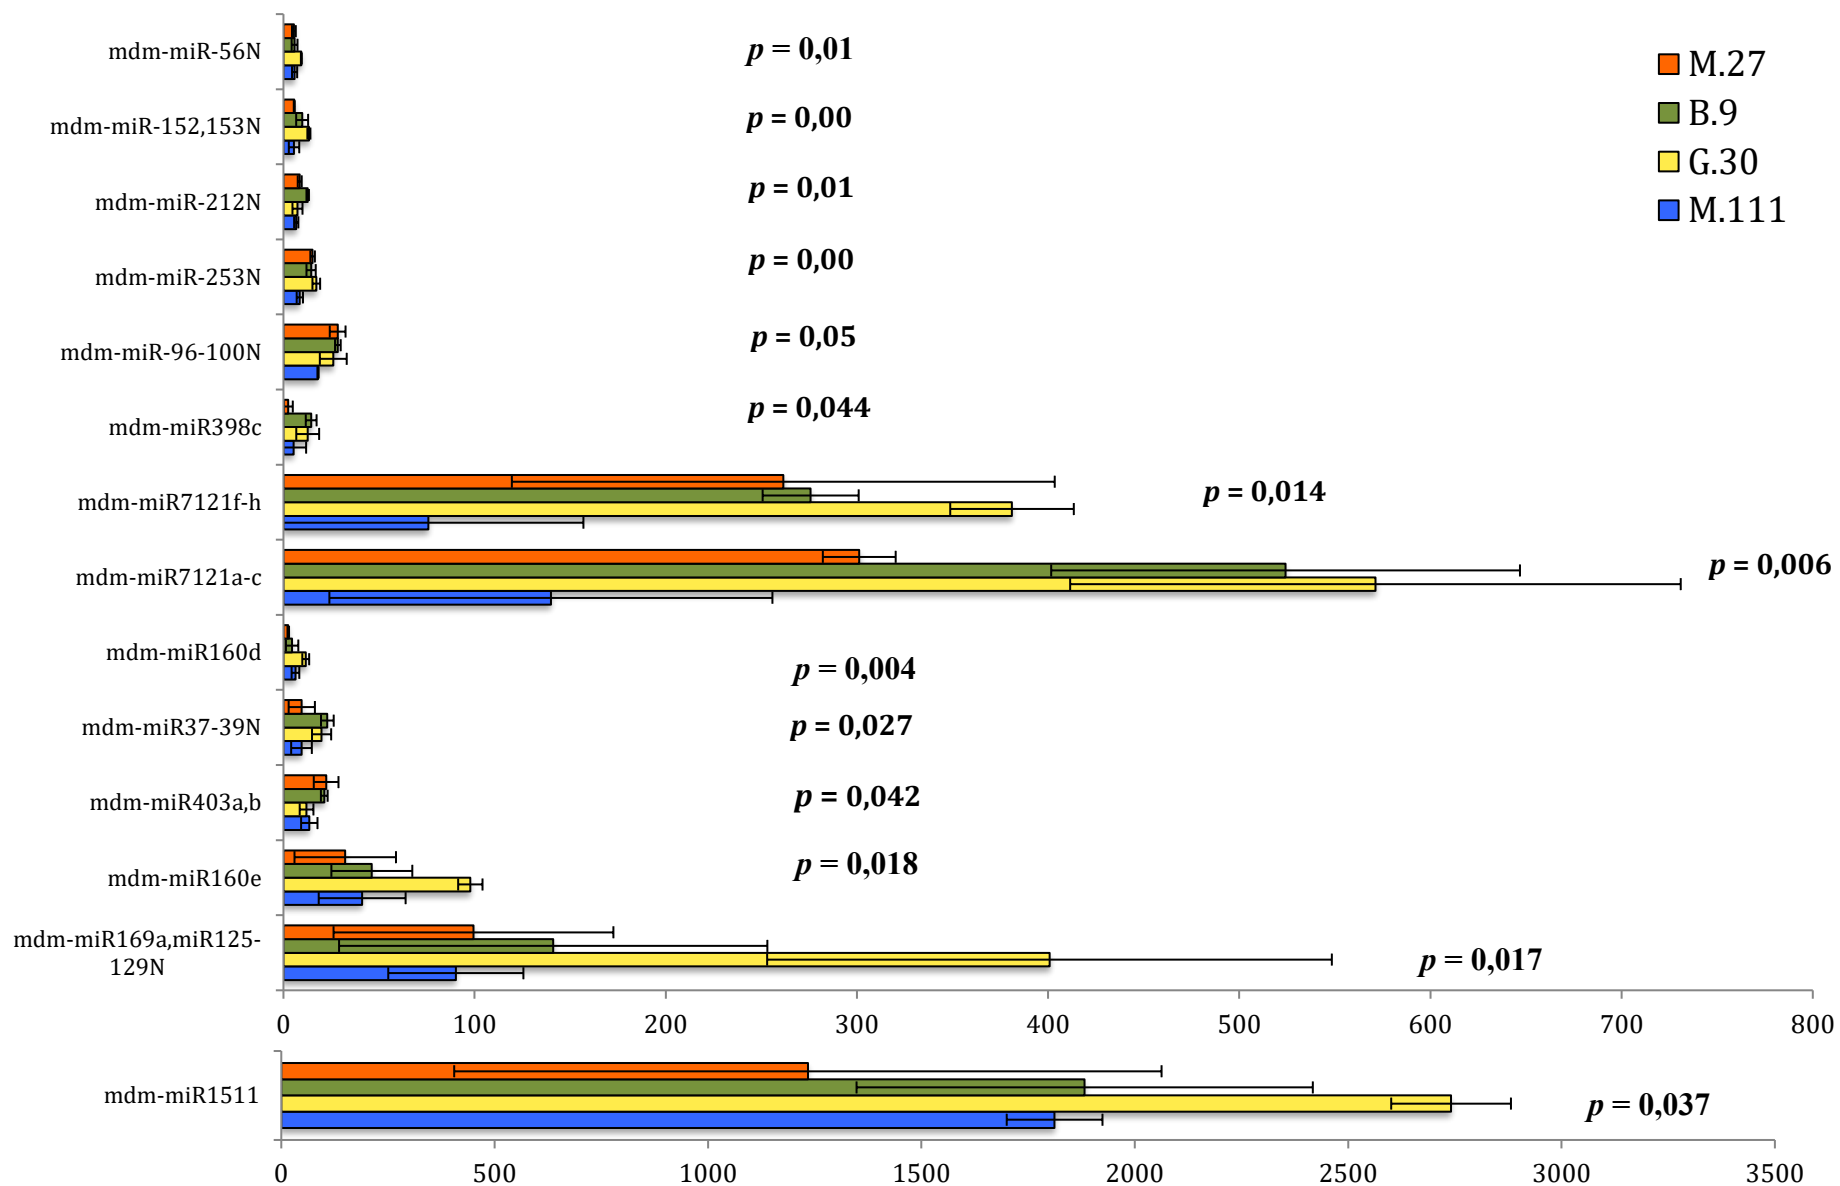 mdm-miR-56N
p = 0,01
M.27
B.9
G.30
M.111
mdm-miR-152,153N
p = 0,00
mdm-miR-212N
p = 0,01
mdm-miR-253N
p = 0,00
mdm-miR-96-100N
p = 0,05
mdm-miR398c
p = 0,044
mdm-miR7121f-h
p = 0,014
mdm-miR7121a-c
p = 0,006
mdm-miR160d
p = 0,004
mdm-miR37-39N
p = 0,027
mdm-miR403a,b
p = 0,042
mdm-miR160e
p = 0,018
mdm-miR169a,miR125-
129N
p = 0,017
0 100 200 300 400 500 600 700 800
mdm-miR1511
p = 0,037
0 500 1000 1500 2000 2500 3000 3500